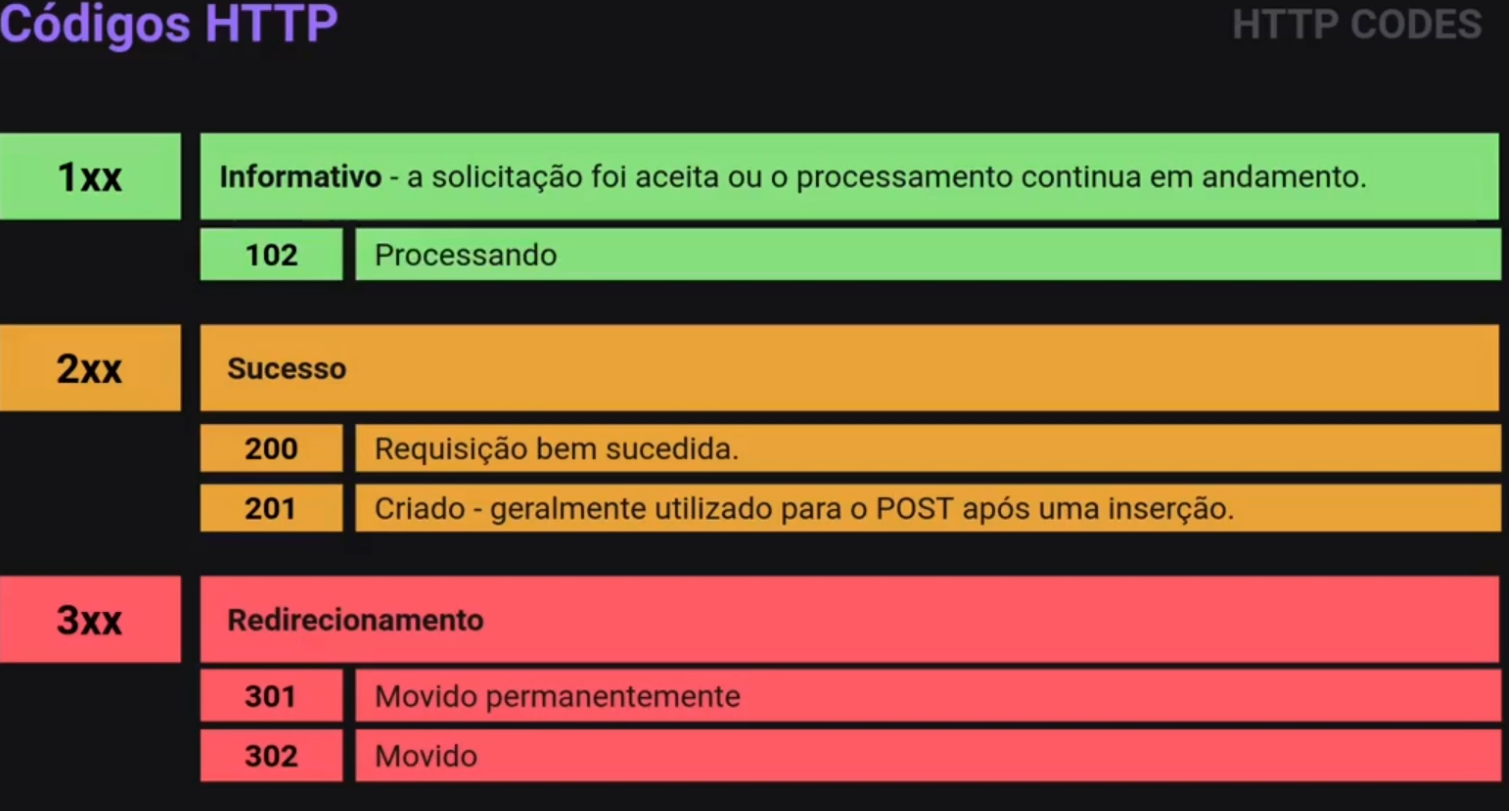 Códigos HTTP
HTTP CODES
1xx
Informativo - a solicitação foi aceita ou o processamento continua em andamento.
102
Processando
2xx
Sucesso
200
Requisição bem sucedida.
201
Criado - geralmente utilizado para o POST após uma inserção.
3xx
Redirecionamento
301
Movido permanentemente
302
Movido